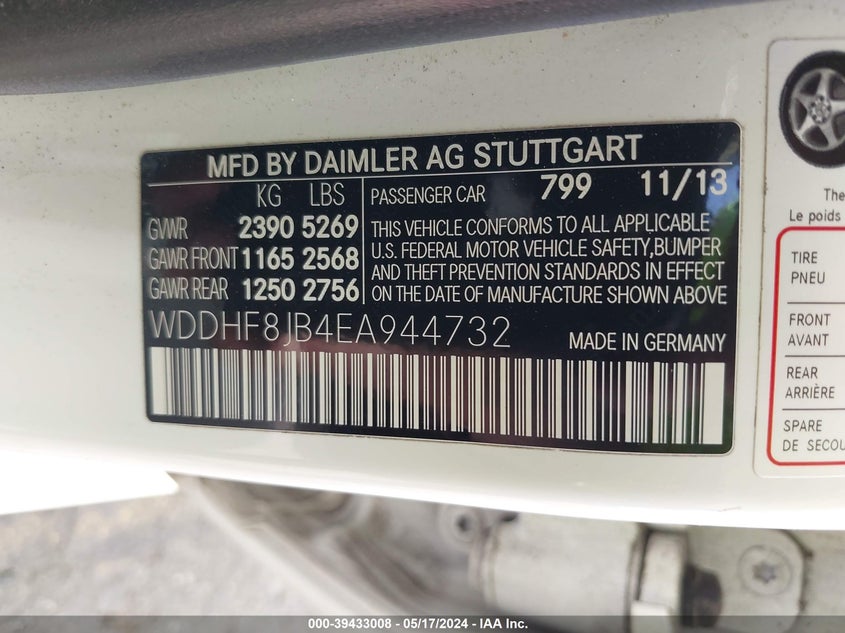 MFD BY DAIMLER AG STUTTGART
KG LBS
GVWR 2390 5269
GAWR FRONT 1165 2568
GAWR REAR 1250 2756
PASSENGER CAR 799 11/13
THIS VEHICLE CONFORMS TO ALL APPLICABLE
U.S. FEDERAL MOTOR VEHICLE SAFETY,BUMPER
AND THEFT PREVENTION STANDARDS IN EFFECT
ON THE DATE OF MANUFACTURE SHOWN ABOVE
WDDHF8JB4EA944732
MADE IN GERMANY
The
Le poids
TIRE
PNEU
FRONT
AVANT
REAR
ARRIÈRE
SPARE
DE SECOU
000-39433008 - 05/17/2024 - IAA Inc.